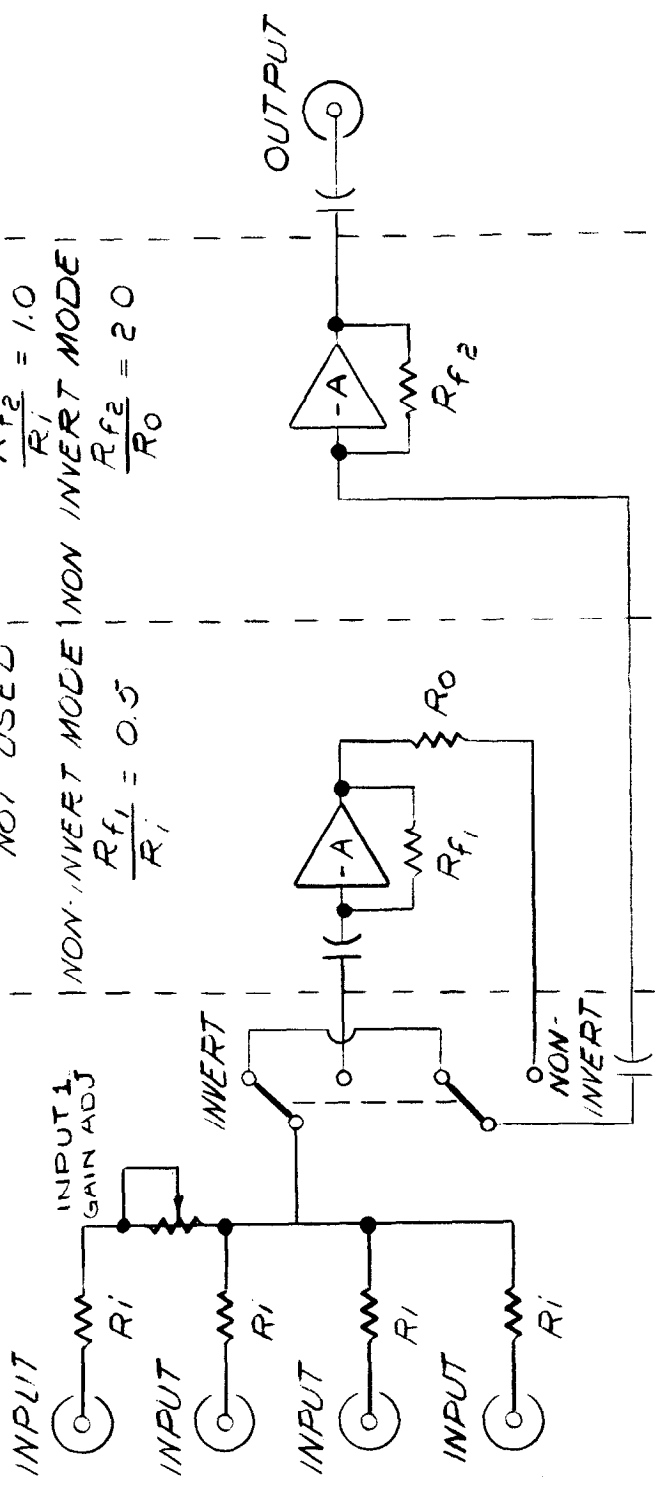 INPUT
Ri
INPUT 1
GAIN ADJ
INPUT
Ri
INPUT
Ri
INPUT
Ri
INVERT
NON-
INVERT
NOT USED
NON-INVERT MODE
Rf1
Ri
= 0.5
-A
Rf1
Ro
Rf2
Ri
= 1.0
NON INVERT MODE
Rf2
Ro
= 2 0
-A
Rf2
OUTPUT